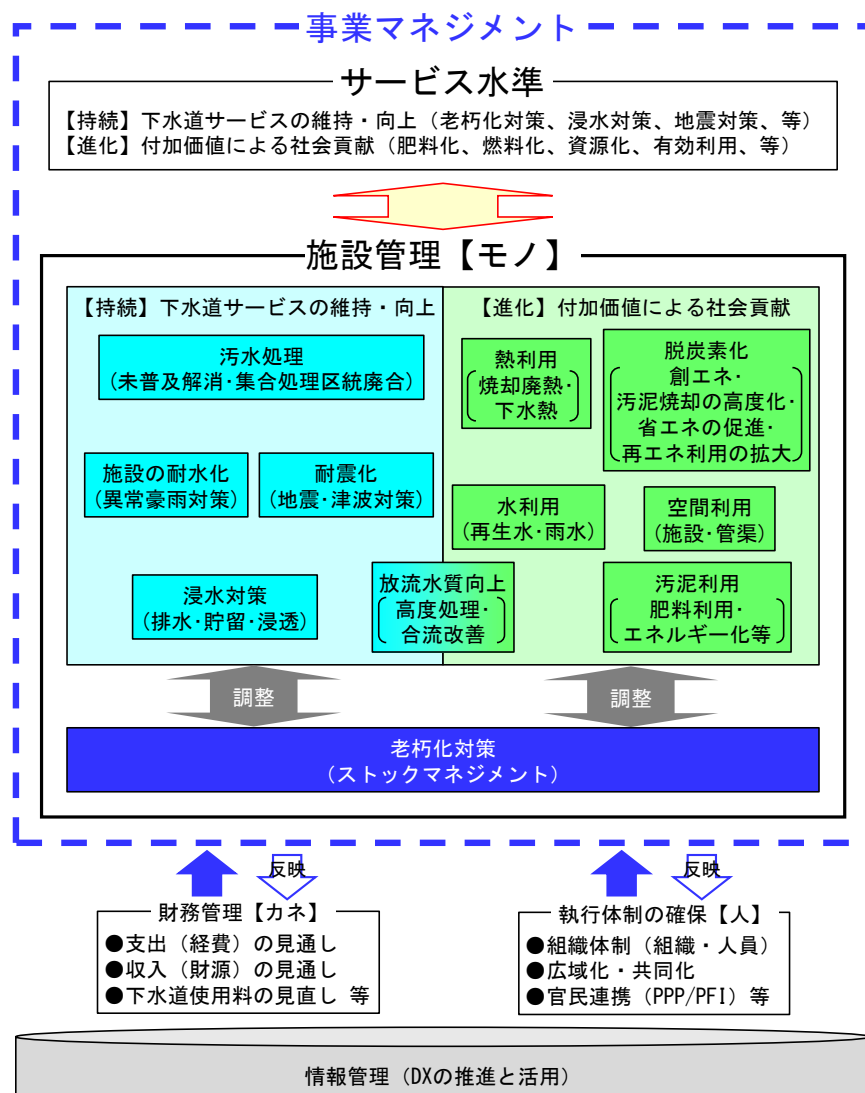 事業マネジメント
サービス水準
【持続】下水道サービスの維持・向上（老朽化対策、浸水対策、地震対策、等）
【進化】付加価値による社会貢献（肥料化、燃料化、資源化、有効利用、等）
施設管理【モノ】
【持続】下水道サービスの維持・向上
汚水処理
(未普及解消･集合処理区統廃合)
施設の耐水化
(異常豪雨対策)
耐震化
(地震･津波対策)
浸水対策
(排水･貯留･浸透)
放流水質向上
高度処理･
合流改善
【進化】付加価値による社会貢献
熱利用
焼却廃熱･
下水熱
脱炭素化
創エネ･
汚泥焼却の高度化･
省エネの促進･
再エネ利用の拡大
水利用
(再生水･雨水)
空間利用
(施設･管渠)
汚泥利用
肥料利用･
エネルギー化等
調整
調整
老朽化対策
（ストックマネジメント）
反映
財務管理【カネ】
●支出（経費）の見通し
●収入（財源）の見通し
●下水道使用料の見直し 等
反映
執行体制の確保【人】
●組織体制（組織・人員）
●広域化・共同化
●官民連携（PPP/PFI）等
情報管理（DXの推進と活用）